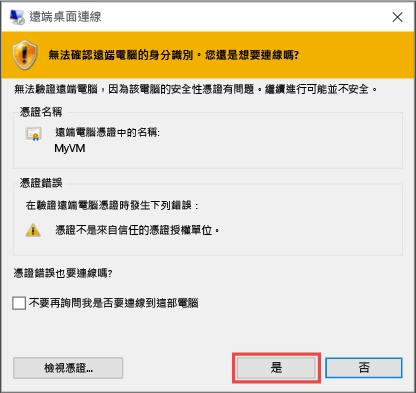 遠端桌面連線
無法確認遠端電腦的身分識別。您還是想要連線嗎?
無法驗證遠端電腦，因為該電腦的安全性憑證有問題。繼續進行可能並不安全。
憑證名稱
遠端電腦憑證中的名稱:
MyVM
憑證錯誤
在驗證遠端電腦憑證時發生下列錯誤：
憑證不是來自信任的憑證授權單位。
憑證錯誤也要連線嗎?
不要再詢問我是否要連線到這部電腦
檢視憑證...
是
否